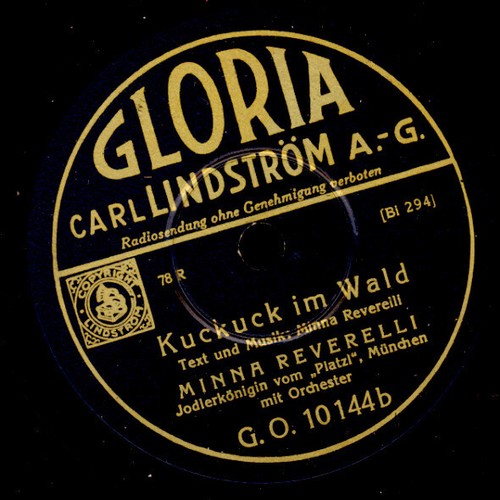 GLORIA
CARL LINDSTRÖM A.-G.
Radiosendung ohne Genehmigung verboten
[Bi 294]
COPYRIGHT
LINDSTRÖM
78 R
Kuckuck im Wald
Text und Musik: Minna Reverelli
MINNA REVERELLI
Jodlerkönigin vom „Platzl“, München
mit Orchester
G. O. 10144b